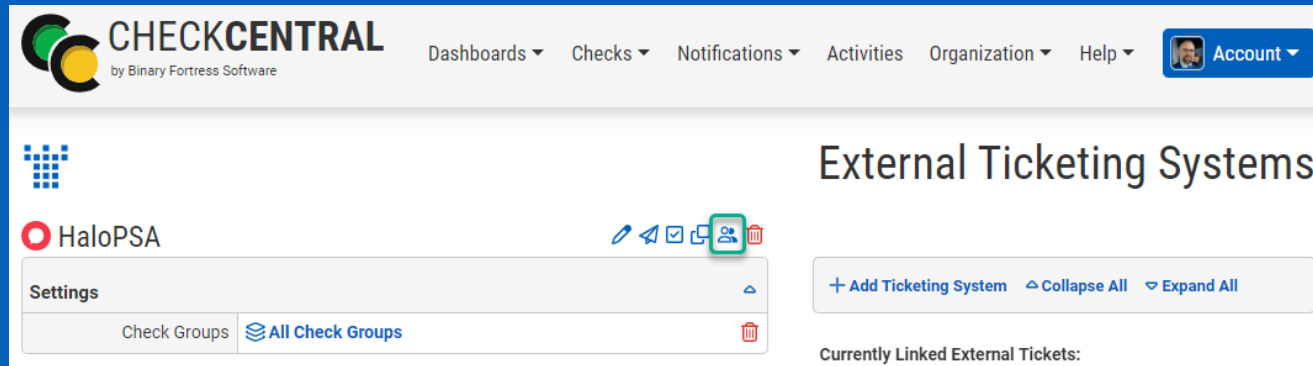 CHECKCENTRAL
by Binary Fortress Software
Dashboards Checks Notifications Activities Organization Help Account
External Ticketing Systems
HaloPSA
Settings
Check Groups All Check Groups
+ Add Ticketing System Collapse All Expand All
Currently Linked External Tickets: